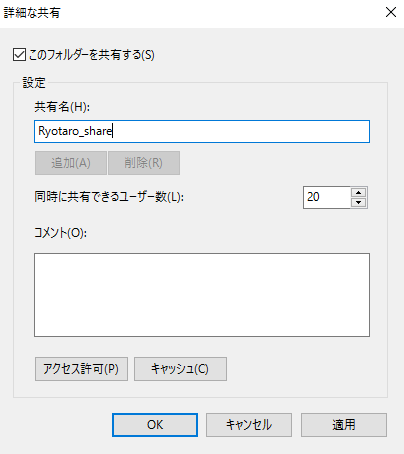 詳細な共有
このフォルダーを共有する(S)
設定
共有名(H):
Ryotaro_share
追加(A) 削除(R)
同時に共有できるユーザー数(L): 20
コメント(O):
アクセス許可(P) キャッシュ(C)
OK キャンセル 適用